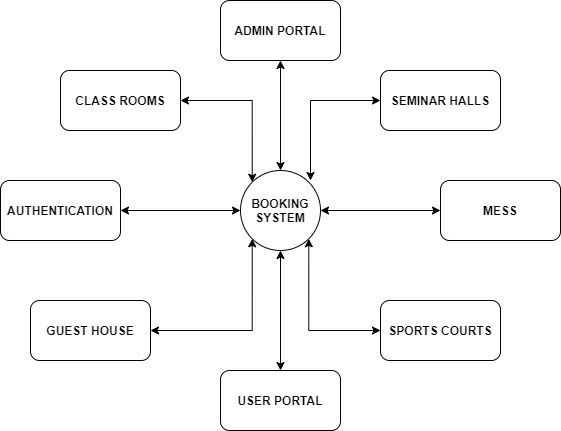 ADMIN PORTAL
CLASS ROOMS
SEMINAR HALLS
AUTHENTICATION
BOOKING
SYSTEM
MESS
GUEST HOUSE
SPORTS COURTS
USER PORTAL